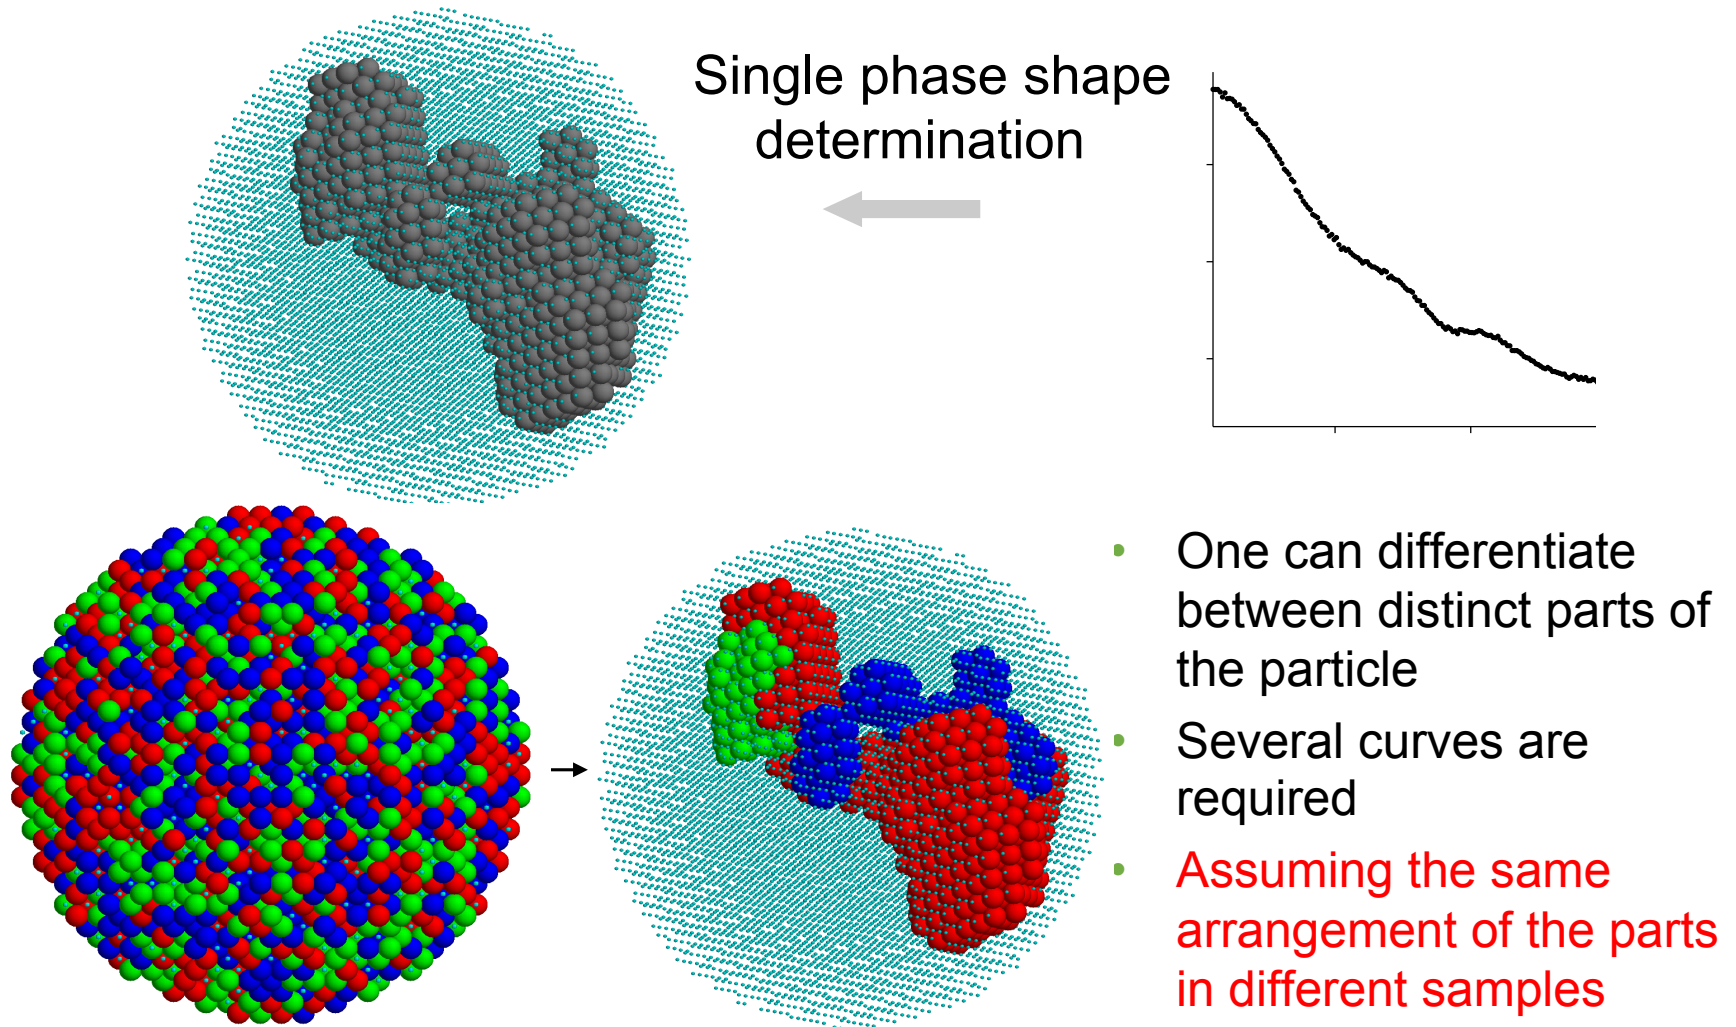 Single phase shape
determination
• One can differentiate
between distinct parts of
the particle
• Several curves are
required
• Assuming the same
arrangement of the parts
in different samples